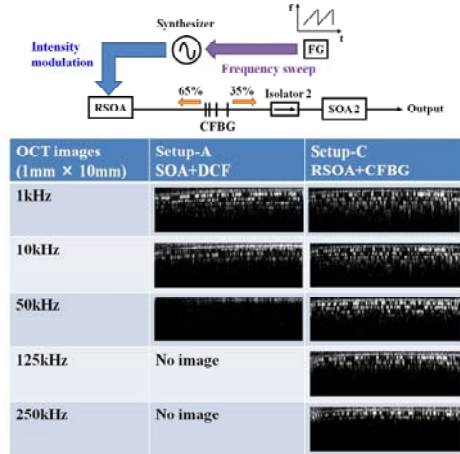 f
t
Synthesizer
Intensity
modulation
FG
Frequency sweep
65%
35%
Isolator 2
RSOA
SOA 2
Output
CFBG
OCT images
(1mm × 10mm)
Setup-A
SOA+DCF
Setup-C
RSOA+CFBG
1kHz
10kHz
50kHz
125kHz
No image
250kHz
No image